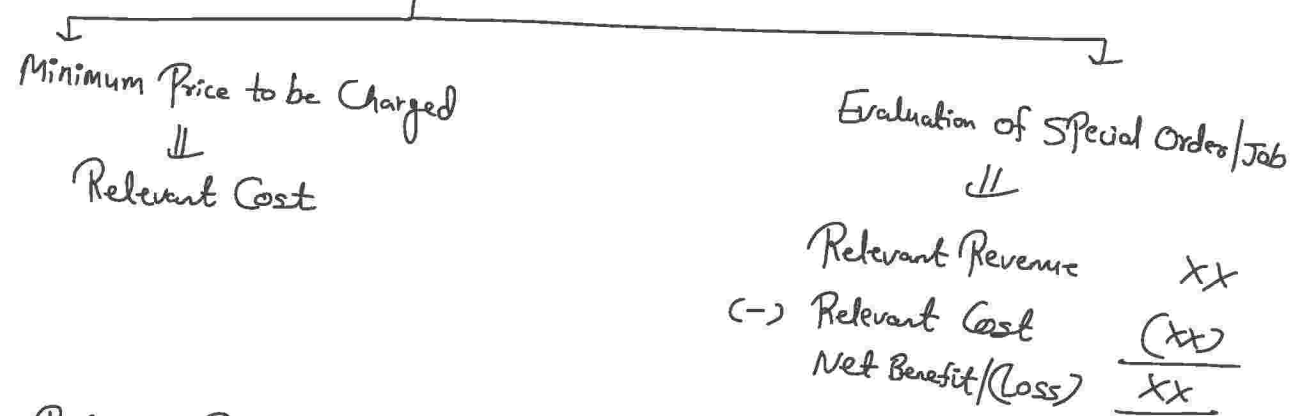 Minimum Price to be Charged
⇓
Relevant Cost
Evaluation of Special Order/Job
⇓
Relevant Revenue XX
(-) Relevant Cost (XX)
Net Benefit/(Loss) XX